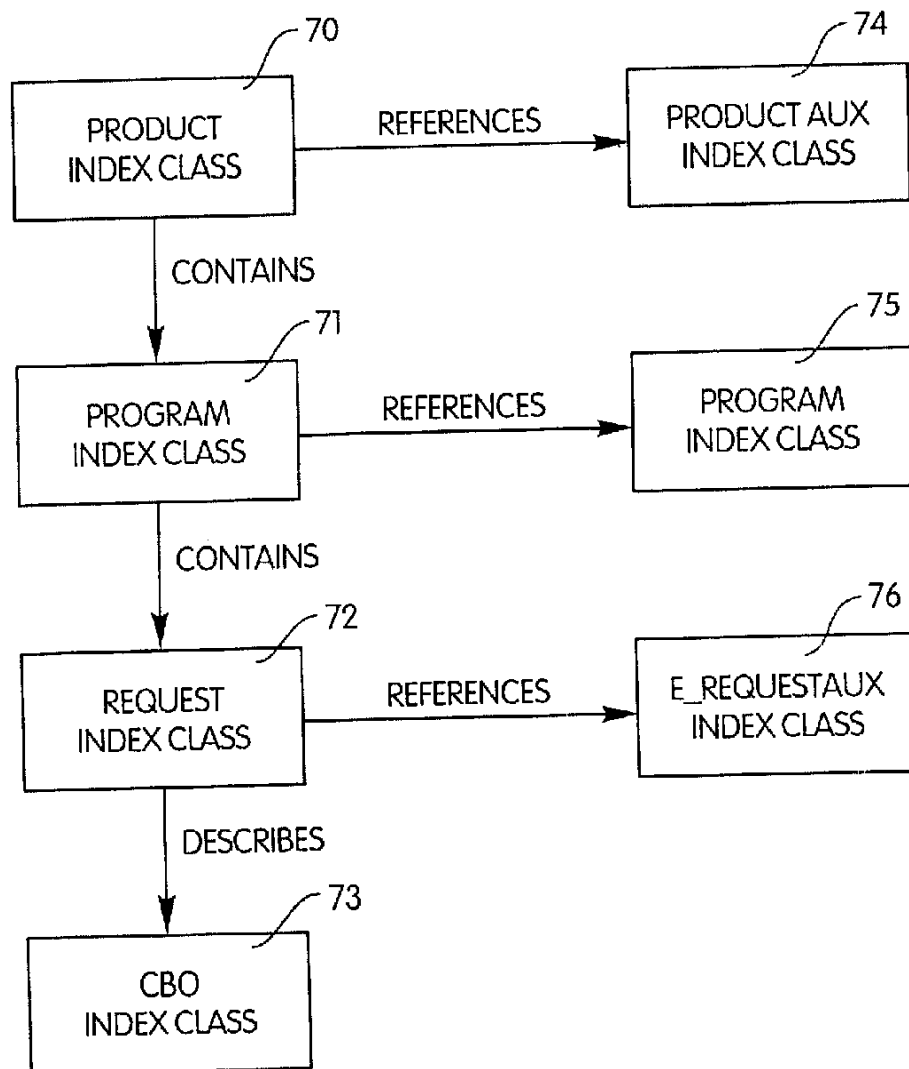 70
74
PRODUCT
INDEX CLASS
REFERENCES
PRODUCT AUX
INDEX CLASS
CONTAINS
71
75
PROGRAM
INDEX CLASS
REFERENCES
PROGRAM
INDEX CLASS
CONTAINS
72
76
REQUEST
INDEX CLASS
REFERENCES
E_REQUESTAUX
INDEX CLASS
DESCRIBES
73
CBO
INDEX CLASS